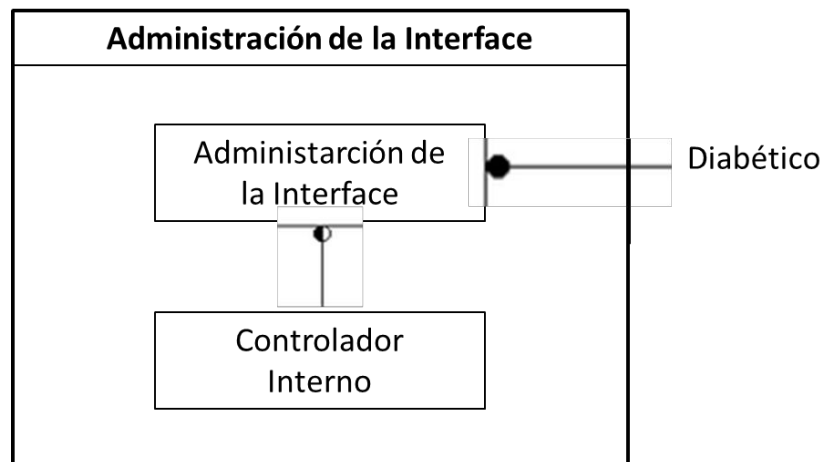 Administración de la Interface
Administarción de
la Interface
Diabético
Controlador
Interno